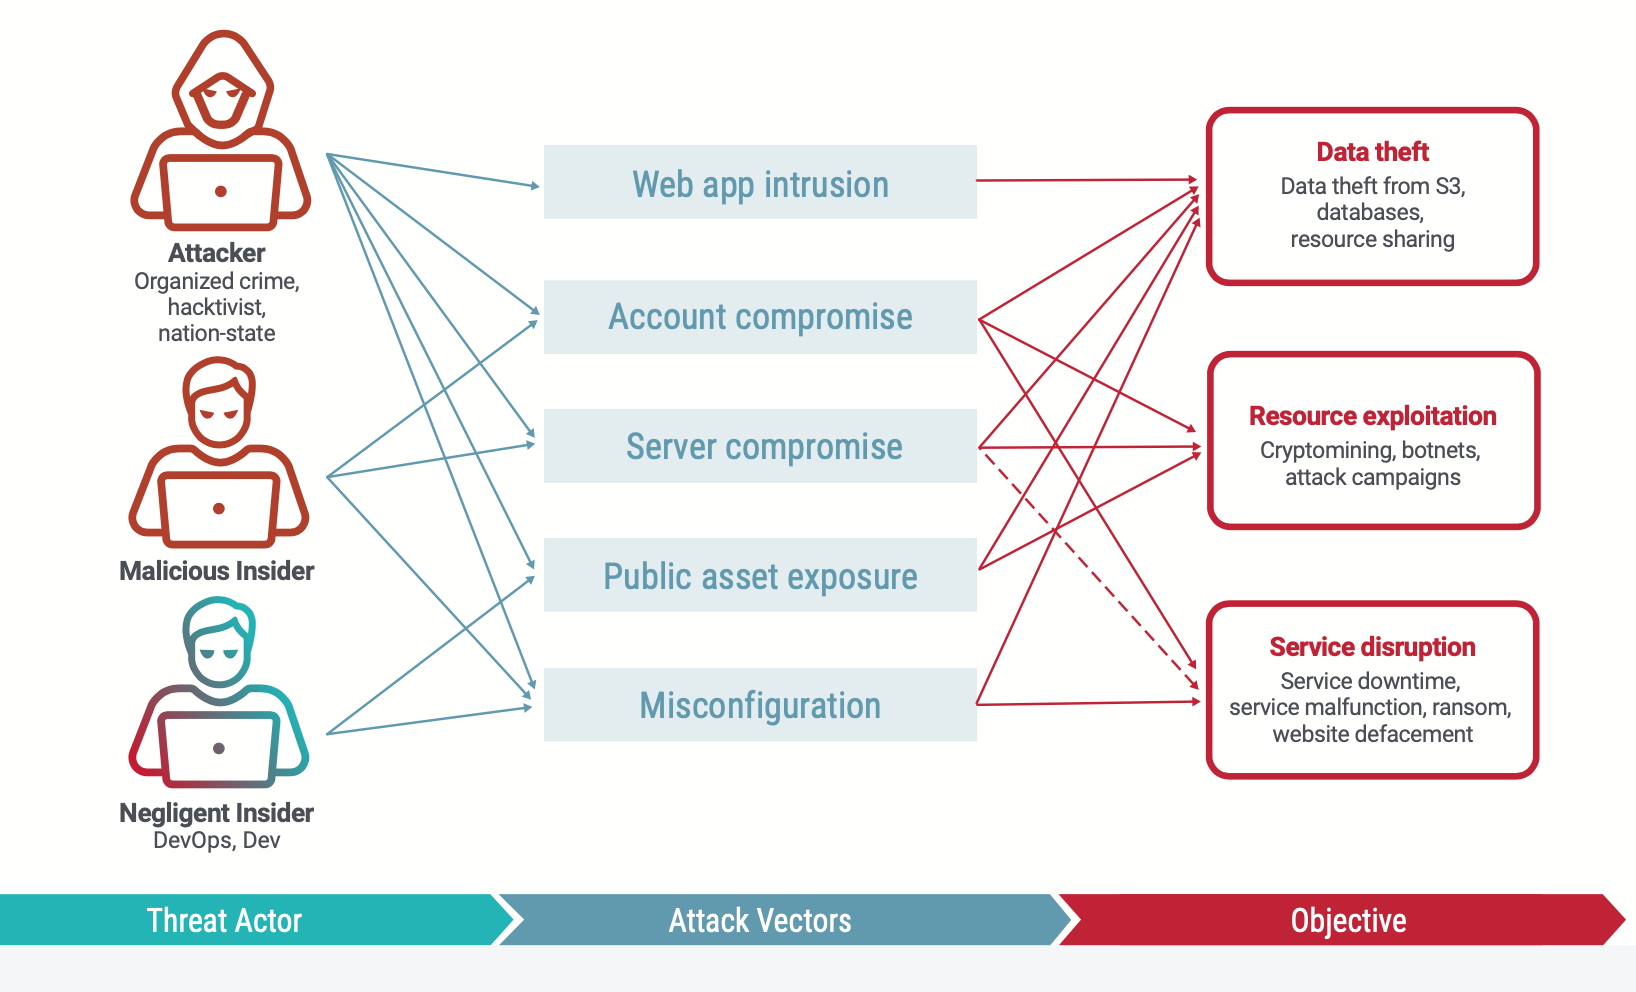 Attacker
Organized crime,
hacktivist,
nation-state
Malicious Insider
Negligent Insider
DevOps, Dev
Web app intrusion
Account compromise
Server compromise
Public asset exposure
Misconfiguration
Data theft
Data theft from S3,
databases,
resource sharing
Resource exploitation
Cryptomining, botnets,
attack campaigns
Service disruption
Service downtime,
service malfunction, ransom,
website defacement
Threat Actor
Attack Vectors
Objective